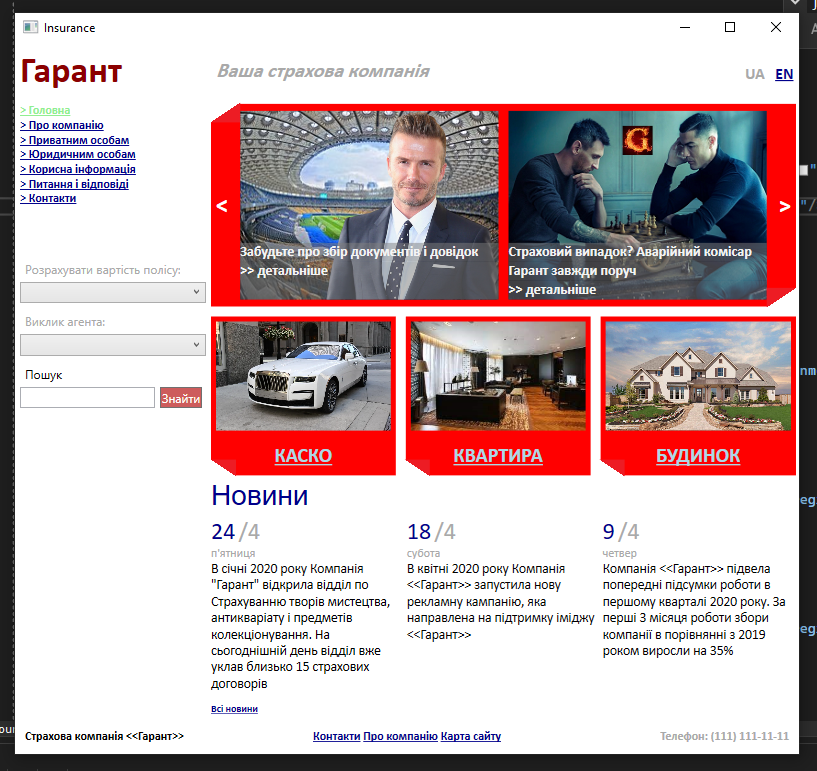 Insurance
Гарант
Ваша страхова компанія
UA EN
> Головна
> Про компанію
> Приватним особам
> Юридичним особам
> Корисна інформація
> Питання і відповіді
> Контакти
Розрахувати вартість полісу:
Виклик агента:
Пошук
Знайти
<
Забудьте про збір документів і довідок
>> детальніше
G
Страховий випадок? Аварійний комісар
Гарант завжди поруч
>> детальніше
>
КАСКО
КВАРТИРА
БУДИНОК
Новини
24 /4
п'ятниця
В січні 2020 року Компанія
"Гарант" відкрила відділ по
Страхуванню творів мистецтва,
антикваріату і предметів
колекціонування. На
сьогоднішній день відділ вже
уклав близько 15 страхових
договорів
18 /4
субота
В квітні 2020 року Компанія
<<Гарант>> запустила нову
рекламну кампанію, яка
направлена на підтримку іміджу
<<Гарант>>
9 /4
четвер
Компанія <<Гарант>> підвела
попередні підсумки роботи в
першому кварталі 2020 року. За
перші 3 місяця роботи збори
компанії в порівнянні з 2019
роком виросли на 35%
Всі новини
Страхова компанія <<Гарант>>
Контакти Про компанію Карта сайту
Телефон: (111) 111-11-11